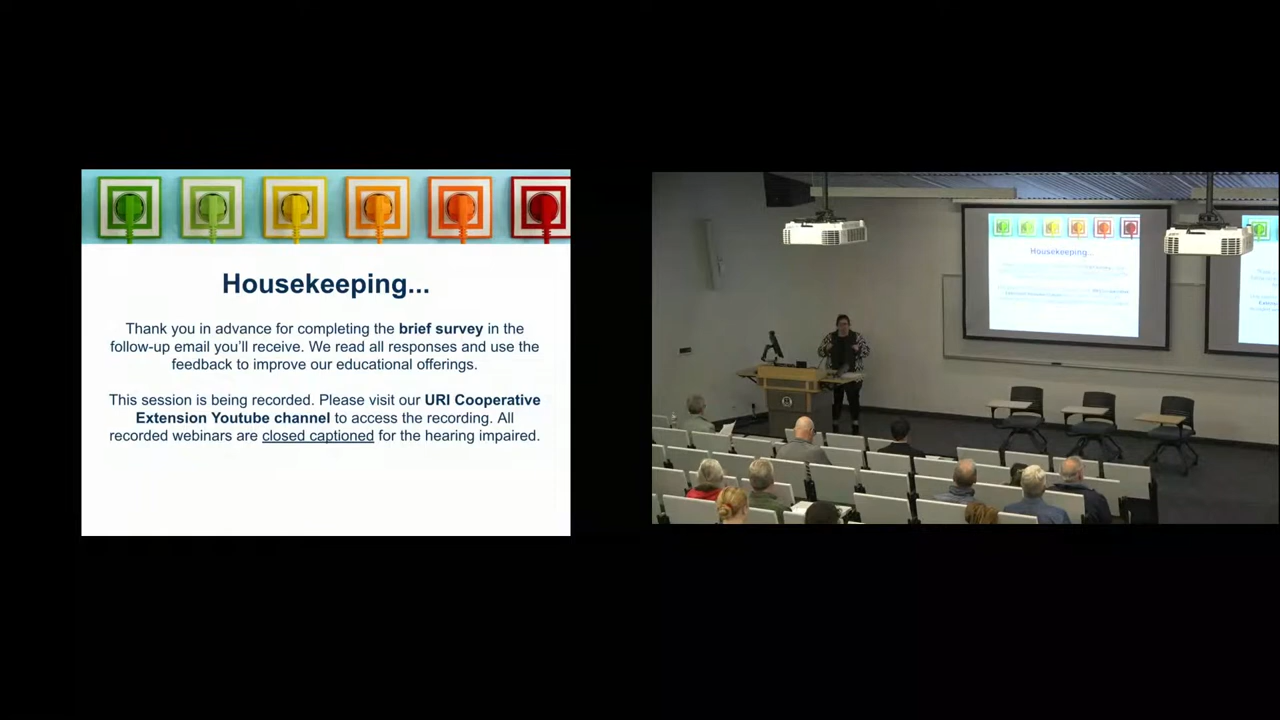 Housekeeping...
Thank you in advance for completing the brief survey in the
follow-up email you'll receive. We read all responses and use the
feedback to improve our educational offerings.
This session is being recorded. Please visit our URI Cooperative
Extension Youtube channel to access the recording. All
recorded webinars are closed captioned for the hearing impaired.
Housekeeping...